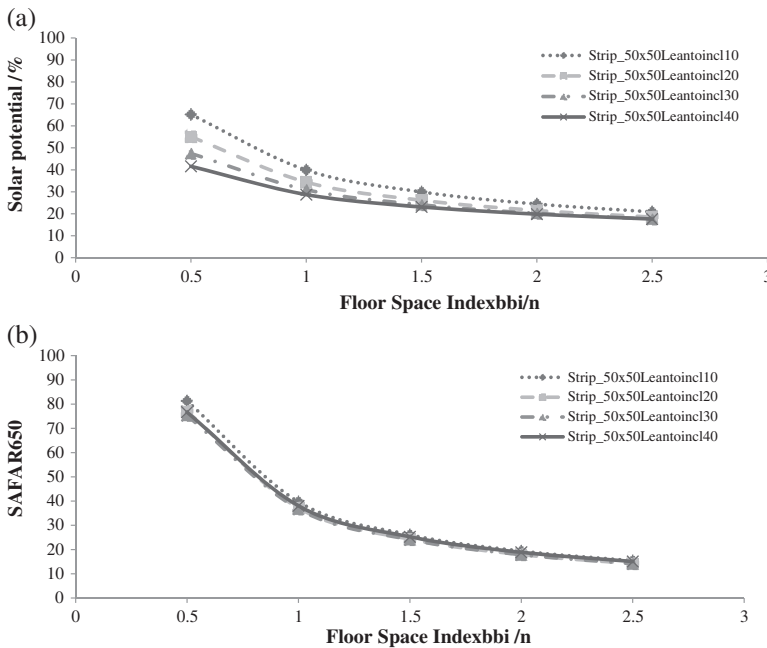 (a)
Solar potential /%
100
90
80
70
60
50
40
30
20
10
0
0 0.5 1 1.5 2 2.5 3
Floor Space Indexbbi/n
Strip_50x50Leantoincl10
Strip_50x50Leantoincl20
Strip_50x50Leantoincl30
Strip_50x50Leantoincl40
(b)
SAFAR650
100
90
80
70
60
50
40
30
20
10
0
0 0.5 1 1.5 2 2.5 3
Floor Space Indexbbi /n
Strip_50x50Leantoincl10
Strip_50x50Leantoincl20
Strip_50x50Leantoincl30
Strip_50x50Leantoincl40